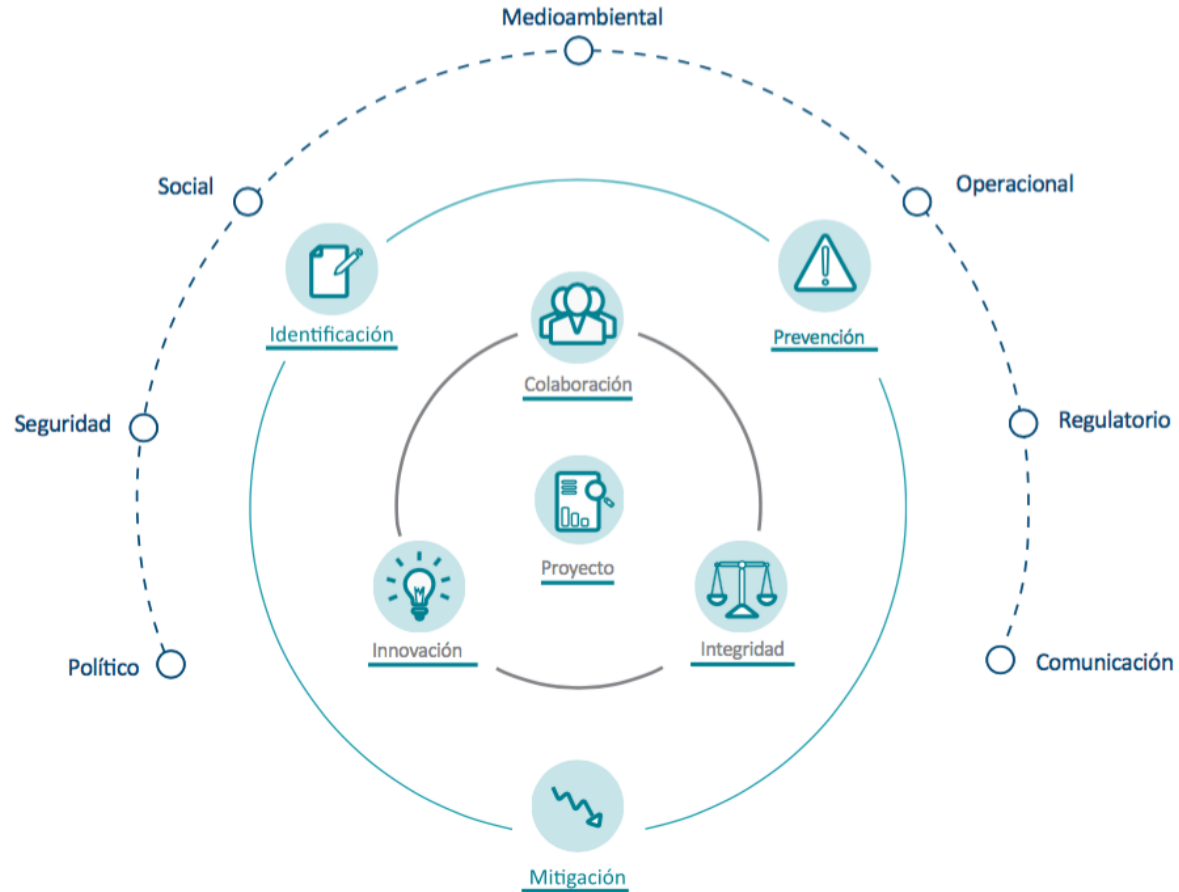 Medioambiental
Social
Operacional
Identificación
Prevención
Colaboración
Seguridad
Regulatorio
Proyecto
Innovación
Integridad
Político
Comunicación
Mitigación